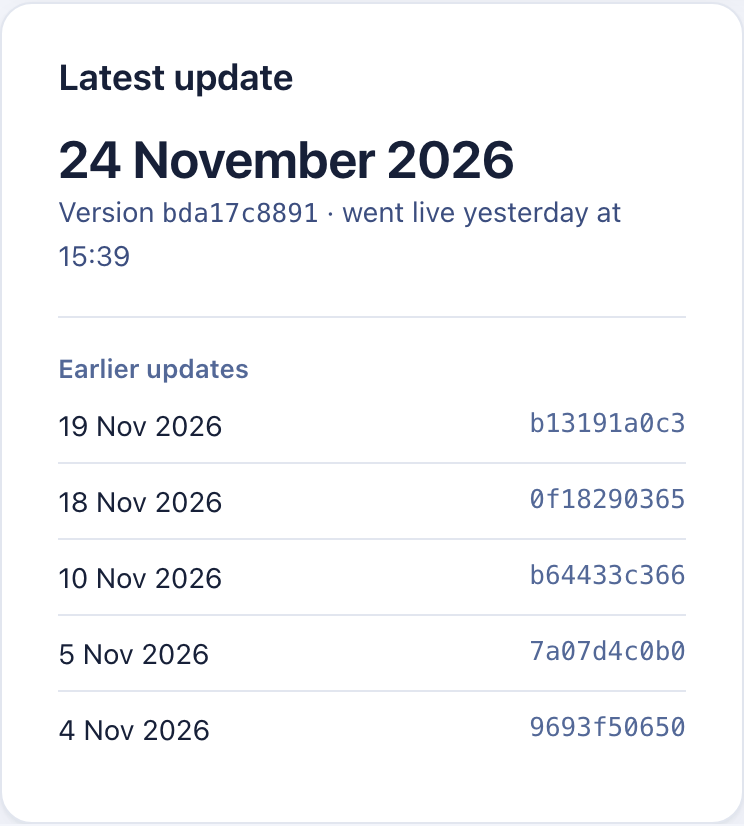 Latest update
24 November 2026
Version bda17c8891 · went live yesterday at
15:39
Earlier updates
19 Nov 2026 b13191a0c3
18 Nov 2026 0f18290365
10 Nov 2026 b64433c366
5 Nov 2026 7a07d4c0b0
4 Nov 2026 9693f50650